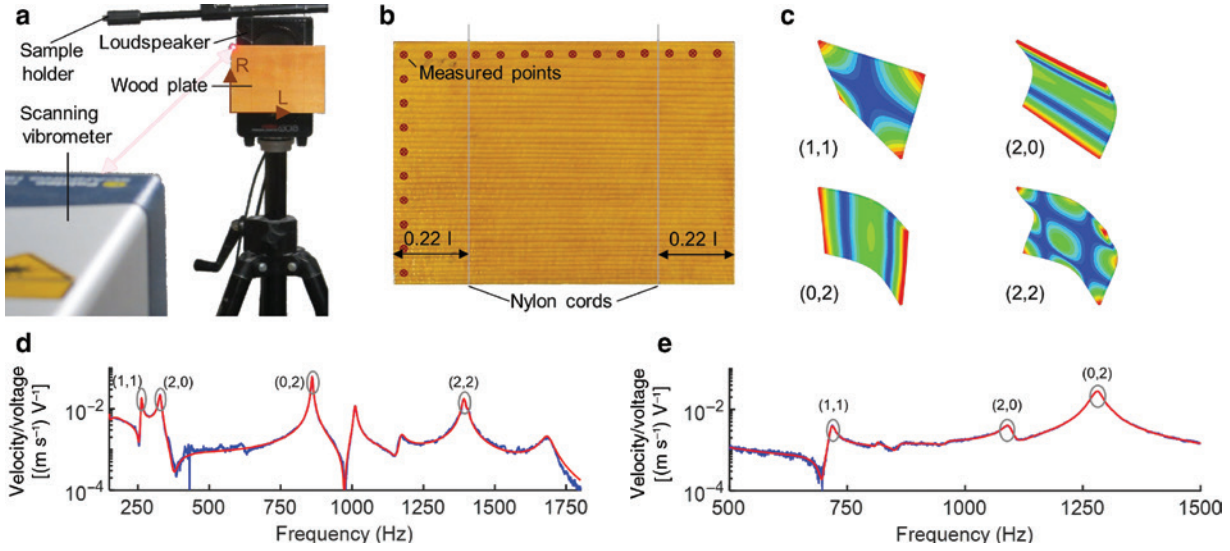 a
Sample
holder
Loudspeaker
R
Wood plate
L
Scanning
vibrometer
b
Measured points
0.22 l
0.22 l
Nylon cords
c
(1,1)
(2,0)
(0,2)
(2,2)
d
Velocity/voltage
[(m s⁻¹) V⁻¹]
10⁻²
10⁻⁴
(1,1)
(2,0)
(0,2)
(2,2)
250 500 750 1000 1250 1500 1750
Frequency (Hz)
e
Velocity/voltage
[(m s⁻¹) V⁻¹]
10⁻²
10⁻⁴
(1,1)
(2,0)
(0,2)
500 750 1000 1250 1500
Frequency (Hz)